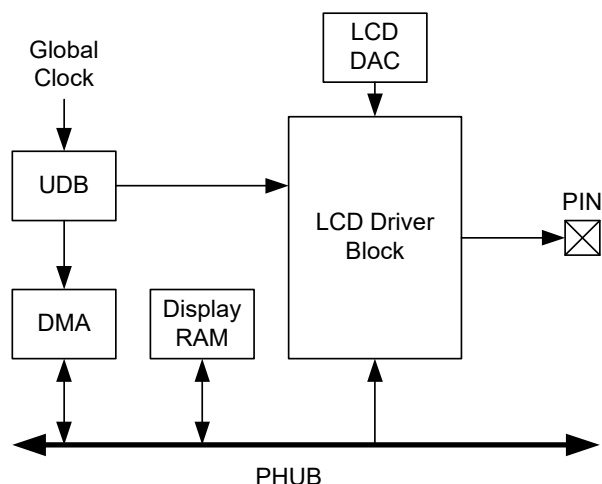 LCD
DAC
Global
Clock
UDB
LCD Driver
Block
PIN
DMA
Display
RAM
PHUB